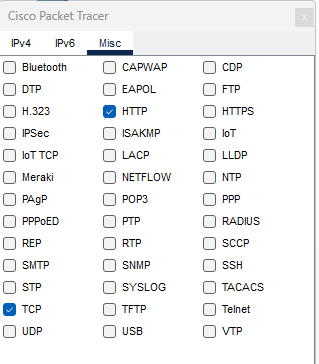 Cisco Packet Tracer x
IPv4 IPv6 Misc
Bluetooth CAPWAP CDP
DTP EAPOL FTP
H.323 HTTP HTTPS
IPSec ISAKMP IoT
IoT TCP LACP LLDP
Meraki NETFLOW NTP
PAgP POP3 PPP
PPPoED PTP RADIUS
REP RTP SCCP
SMTP SNMP SSH
STP SYSLOG TACACS
TCP TFTP Telnet
UDP USB VTP